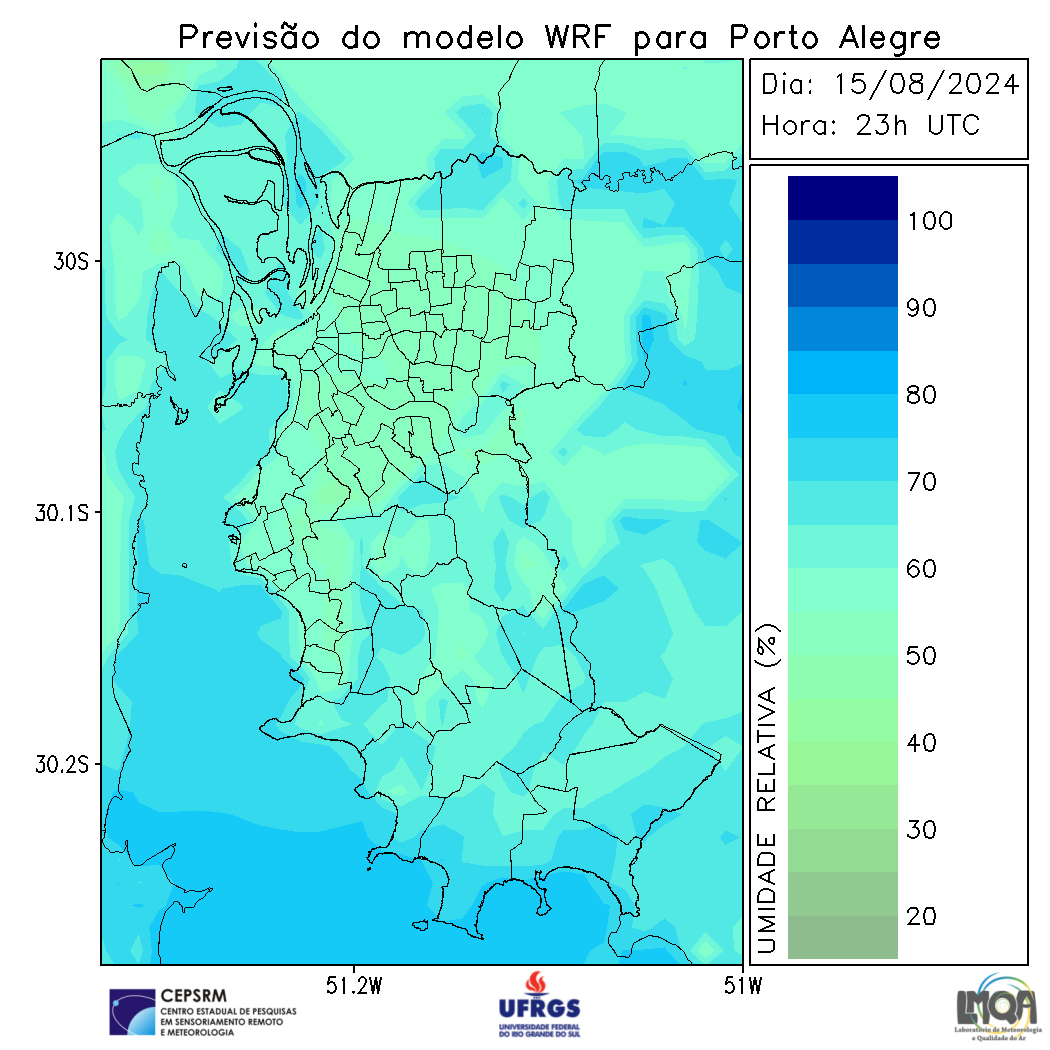 Previsão do modelo WRF para Porto Alegre
Dia: 15/08/2024
Hora: 23h UTC
30S
30.1S
30.2S
51.2W
51W
UMIDADE RELATIVA (%)
100
90
80
70
60
50
40
30
20
CEPSRM
CENTRO ESTADUAL DE PESQUISAS
EM SENSORIAMENTO REMOTO
E METEOROLOGIA
UFRGS
UNIVERSIDADE FEDERAL
DO RIO GRANDE DO SUL
LMQA
Laboratório de Meteorologia
e Qualidade do Ar